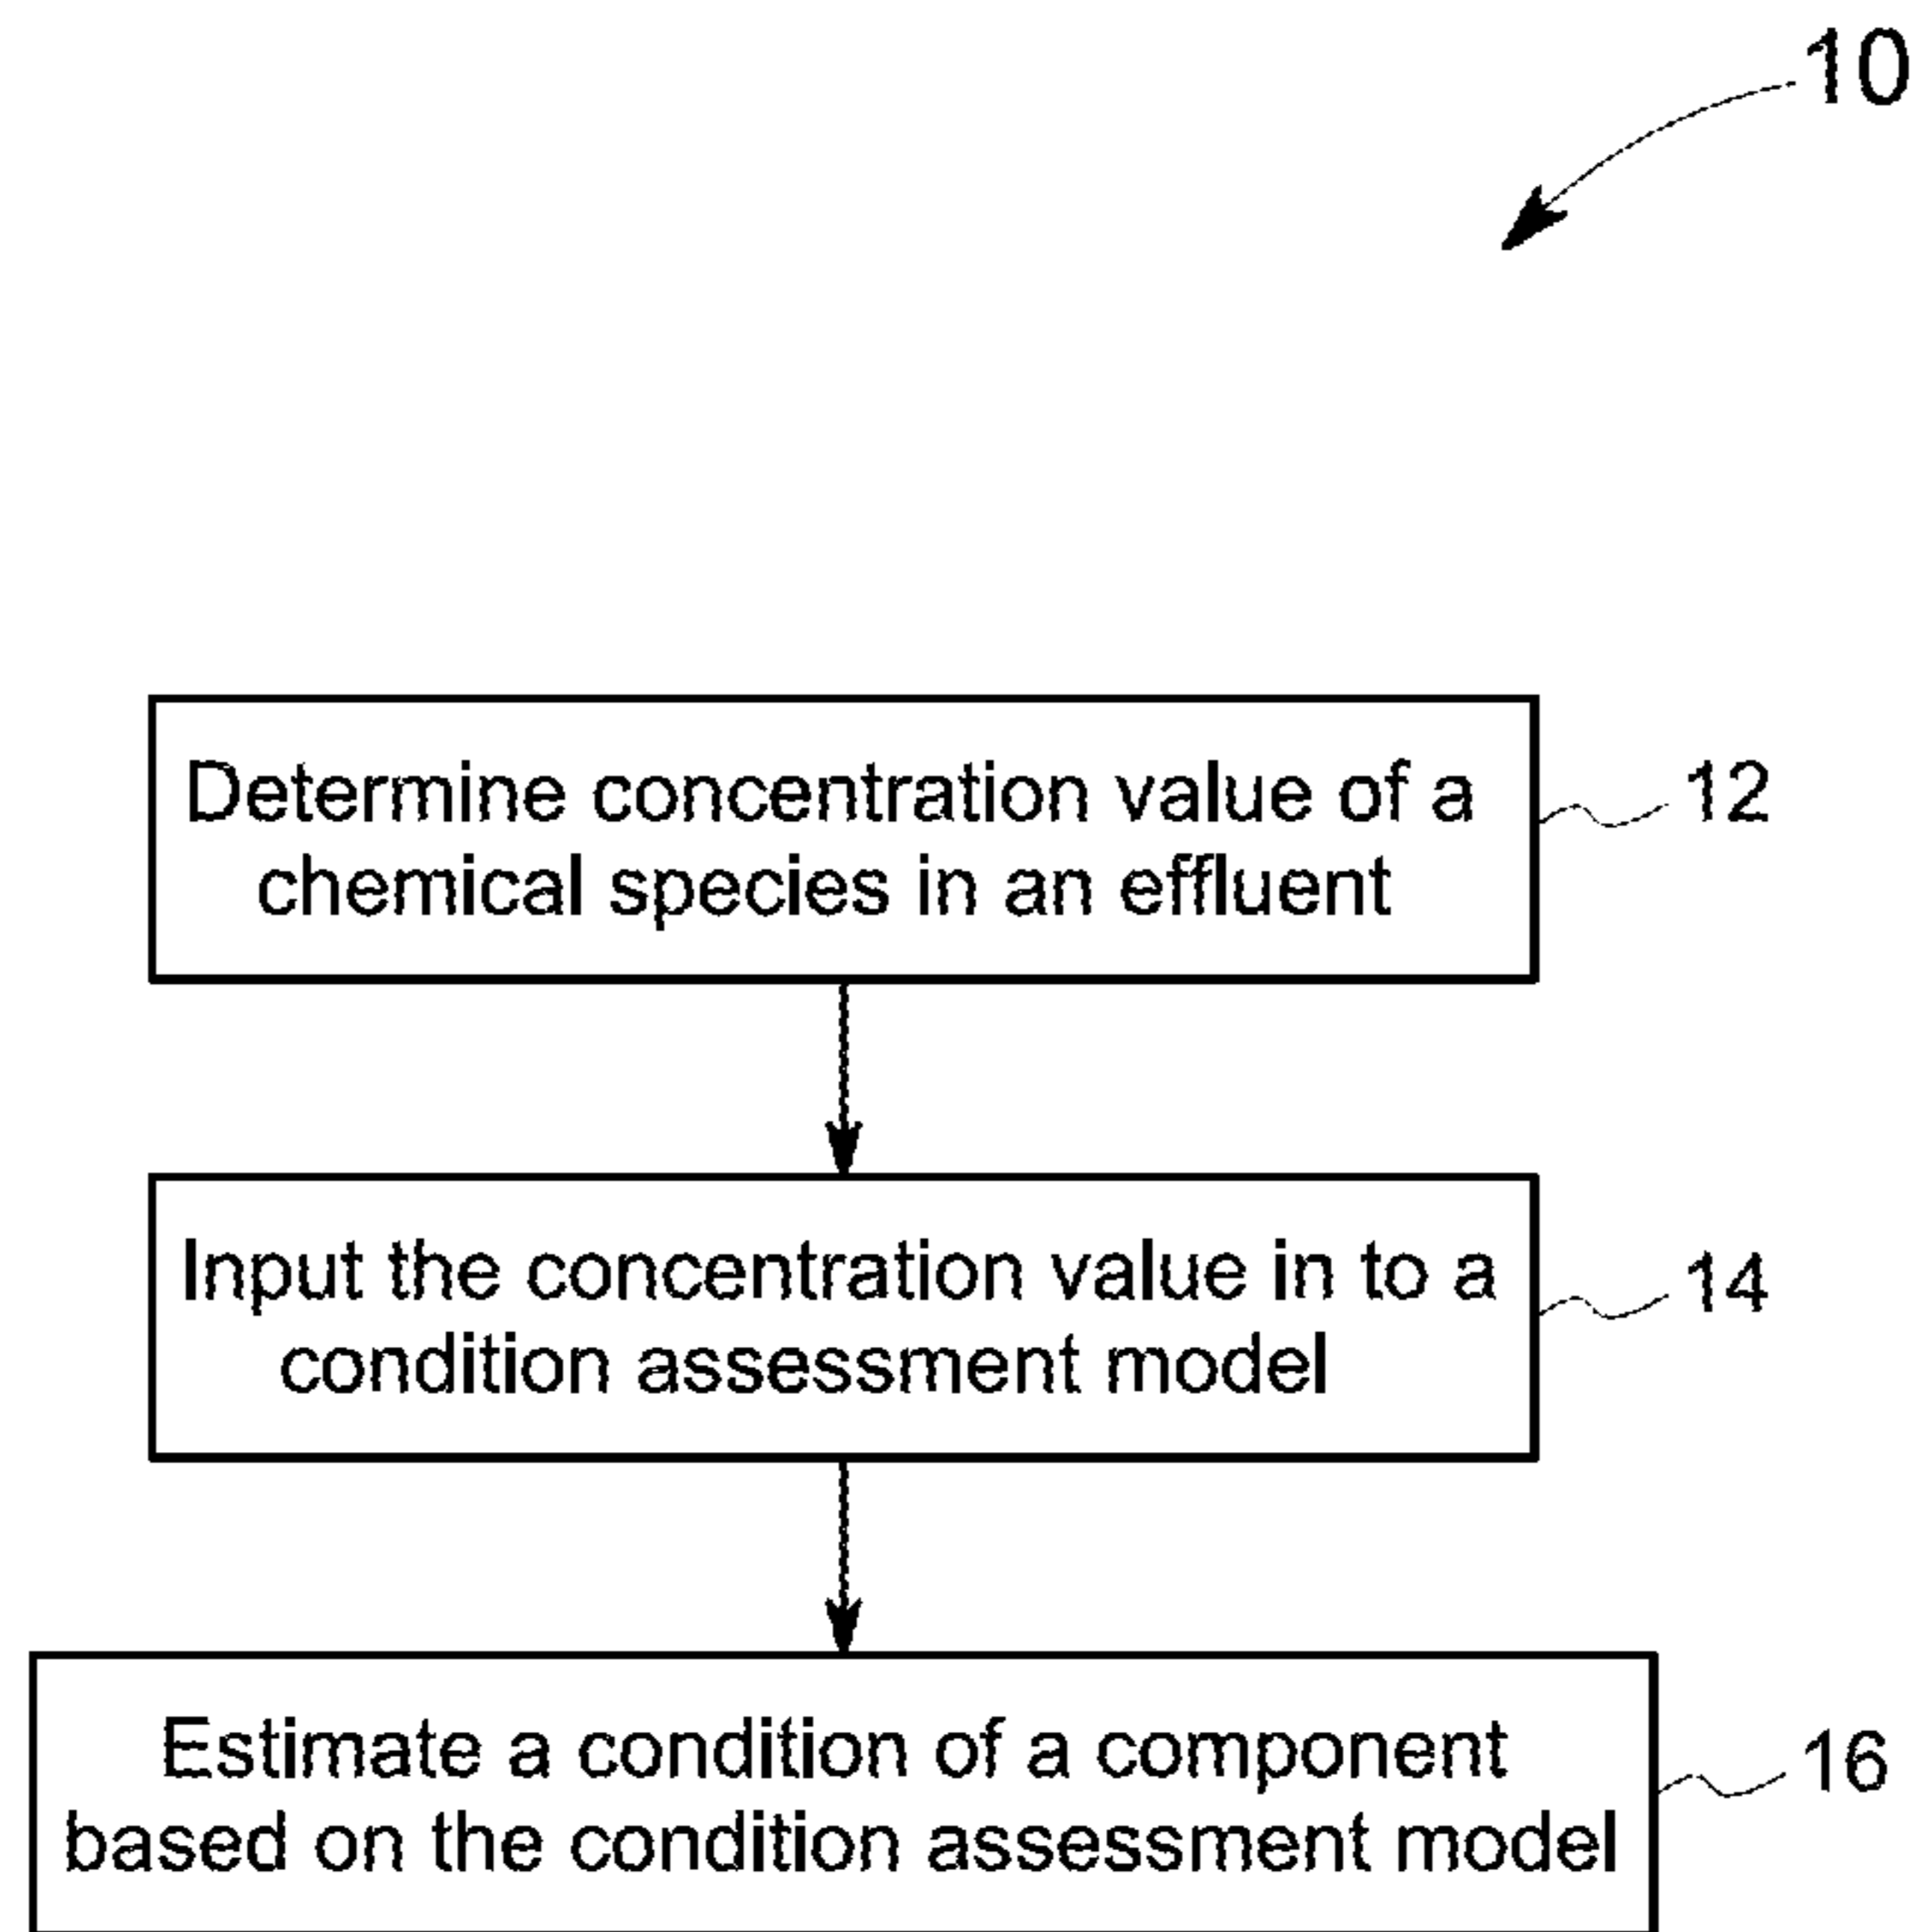 10
Determine concentration value of a
chemical species in an effluent
12
Input the concentration value in to a
condition assessment model
14
Estimate a condition of a component
based on the condition assessment model
16